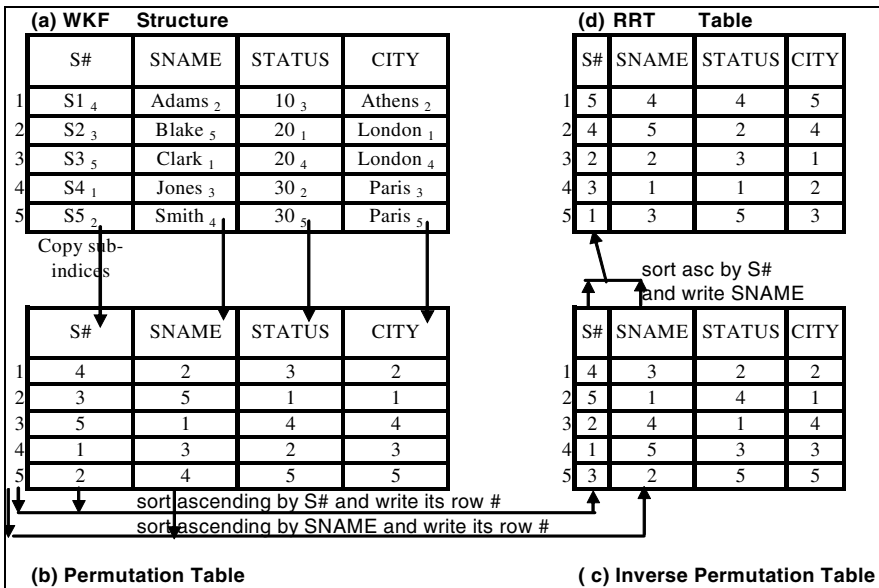 (a) WKF Structure
S# SNAME STATUS CITY
1 S1 4 Adams 2 10 3 Athens 2
2 S2 3 Blake 5 20 1 London 1
3 S3 5 Clark 1 20 4 London 4
4 S4 1 Jones 3 30 2 Paris 3
5 S5 2 Smith 4 30 5 Paris 5
Copy sub-
indices
S# SNAME STATUS CITY
1 4 2 3 2
2 3 5 1 1
3 5 1 4 4
4 1 3 2 3
5 2 4 5 5
sort ascending by S# and write its row #
sort ascending by SNAME and write its row #
(b) Permutation Table
(d) RRT Table
S# SNAME STATUS CITY
1 5 4 4 5
2 4 5 2 4
3 2 2 3 1
4 3 1 1 2
5 1 3 5 3
sort asc by S#
and write SNAME
S# SNAME STATUS CITY
1 4 3 2 2
2 5 1 4 1
3 2 4 1 4
4 1 5 3 3
5 3 2 5 5
( c) Inverse Permutation Table